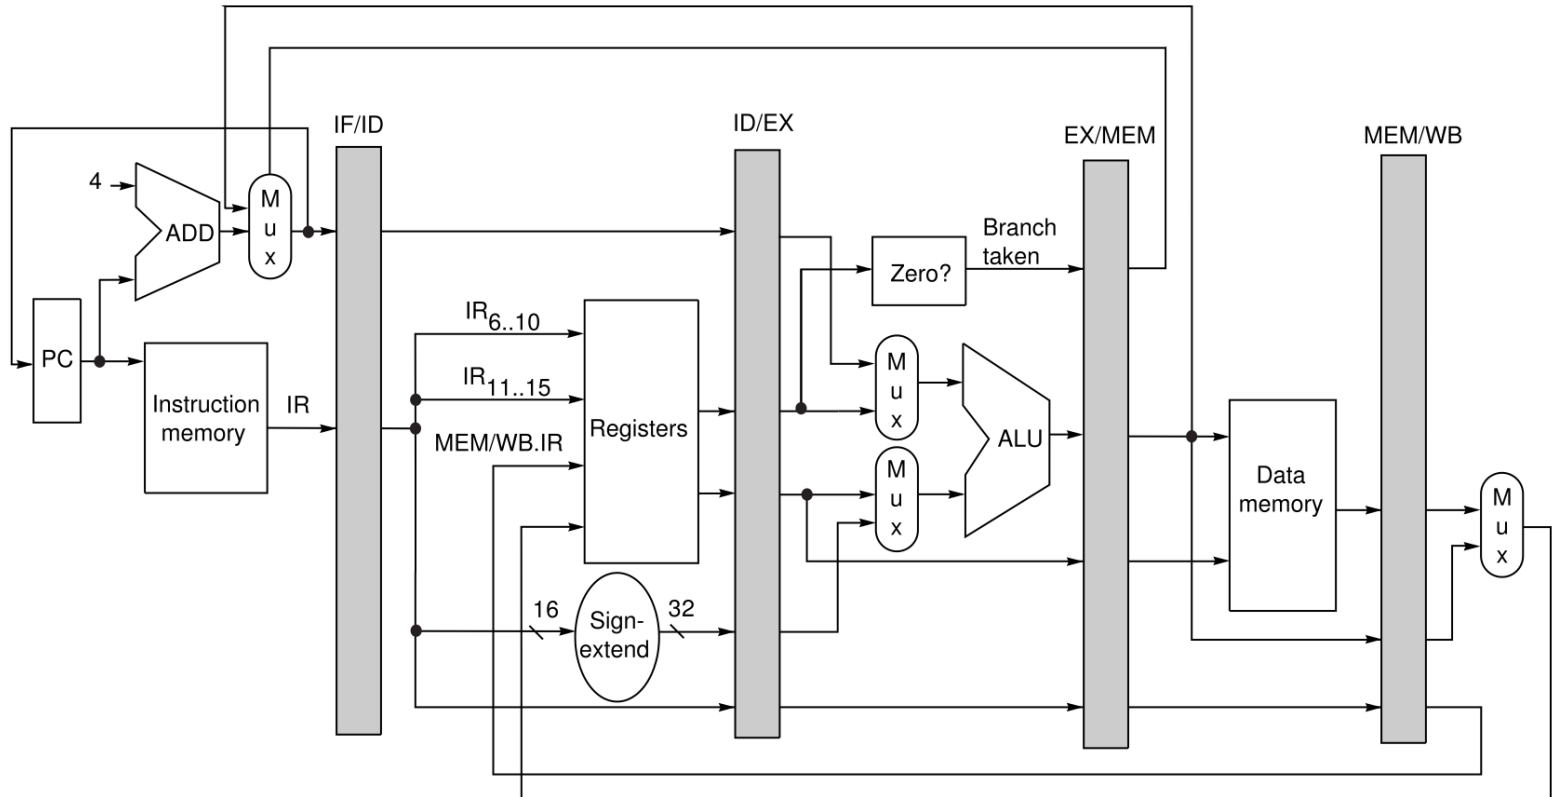 IF/ID
ID/EX
EX/MEM
MEM/WB
4
ADD
M
u
x
Branch
taken
Zero?
PC
IR
Instruction
memory
IR6..10
IR11..15
MEM/WB.IR
Registers
M
u
x
M
u
x
ALU
Data
memory
M
u
x
16
Sign-
extend
32